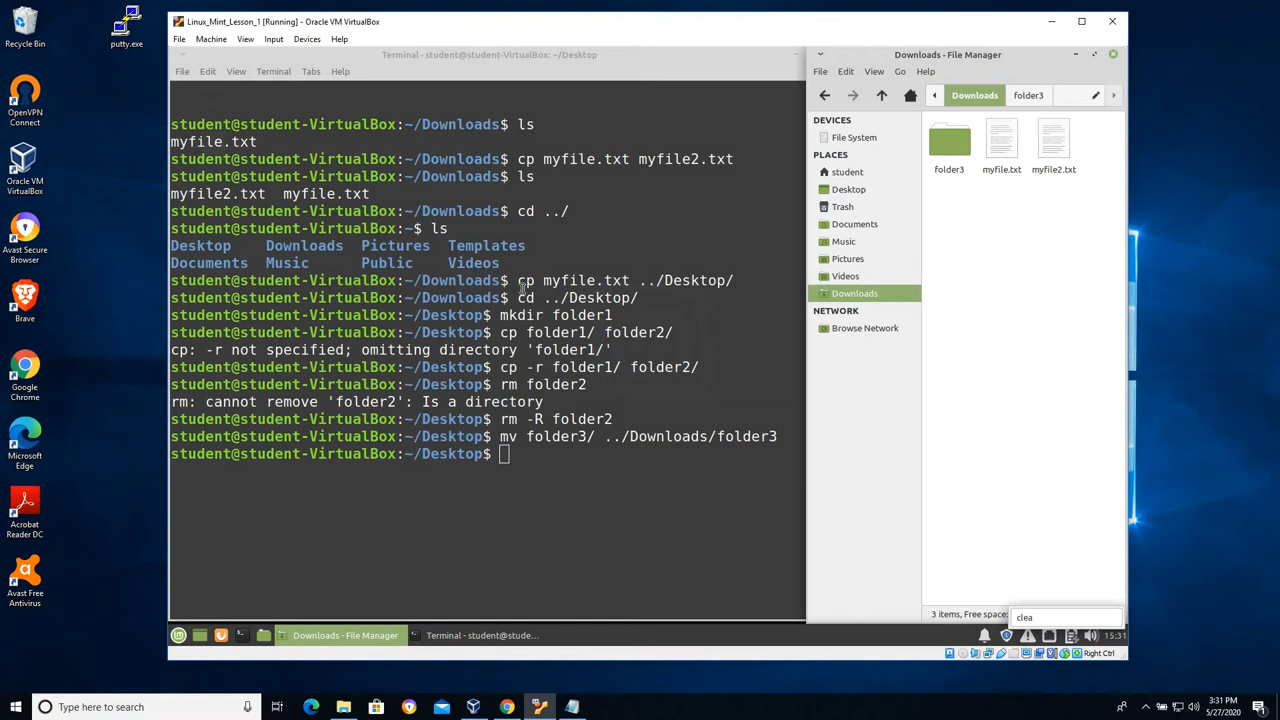 Recycle Bin
putty.exe
OpenVPN
Connect
Oracle VM
VirtualBox
Avast Secure
Browser
Brave
Google
Chrome
Microsoft
Edge
Acrobat
Reader DC
Avast Free
Antivirus
Linux_Mint_Lesson_1 [Running] - Oracle VM VirtualBox
File Machine View Input Devices Help
Terminal - student@student-VirtualBox: ~/Desktop
File Edit View Terminal Tabs Help
student@student-VirtualBox:~/Downloads$ ls
myfile.txt
student@student-VirtualBox:~/Downloads$ cp myfile.txt myfile2.txt
student@student-VirtualBox:~/Downloads$ ls
myfile2.txt  myfile.txt
student@student-VirtualBox:~/Downloads$ cd ../
student@student-VirtualBox:~$ ls
Desktop    Downloads  Pictures  Templates
Documents  Music      Public    Videos
student@student-VirtualBox:~/Downloads$ cp myfile.txt ../Desktop/
student@student-VirtualBox:~/Downloads$ cd ../Desktop/
student@student-VirtualBox:~/Desktop$ mkdir folder1
student@student-VirtualBox:~/Desktop$ cp folder1/ folder2/
cp: -r not specified; omitting directory 'folder1/'
student@student-VirtualBox:~/Desktop$ cp -r folder1/ folder2/
student@student-VirtualBox:~/Desktop$ rm folder2
rm: cannot remove 'folder2': Is a directory
student@student-VirtualBox:~/Desktop$ rm -R folder2
student@student-VirtualBox:~/Desktop$ mv folder3/ ../Downloads/folder3
student@student-VirtualBox:~/Desktop$
Downloads - File Manager
File Edit View Go Help
Downloads folder3
DEVICES
File System
PLACES
student
Desktop
Trash
Documents
Music
Pictures
Videos
Downloads
Browse Network
folder3 myfile.txt myfile2.txt
3 items, Free space:
clea
Downloads - File Manager
Terminal - student@stude...
15:31
Right Ctrl
Type here to search
3:31 PM
5/27/2020
1